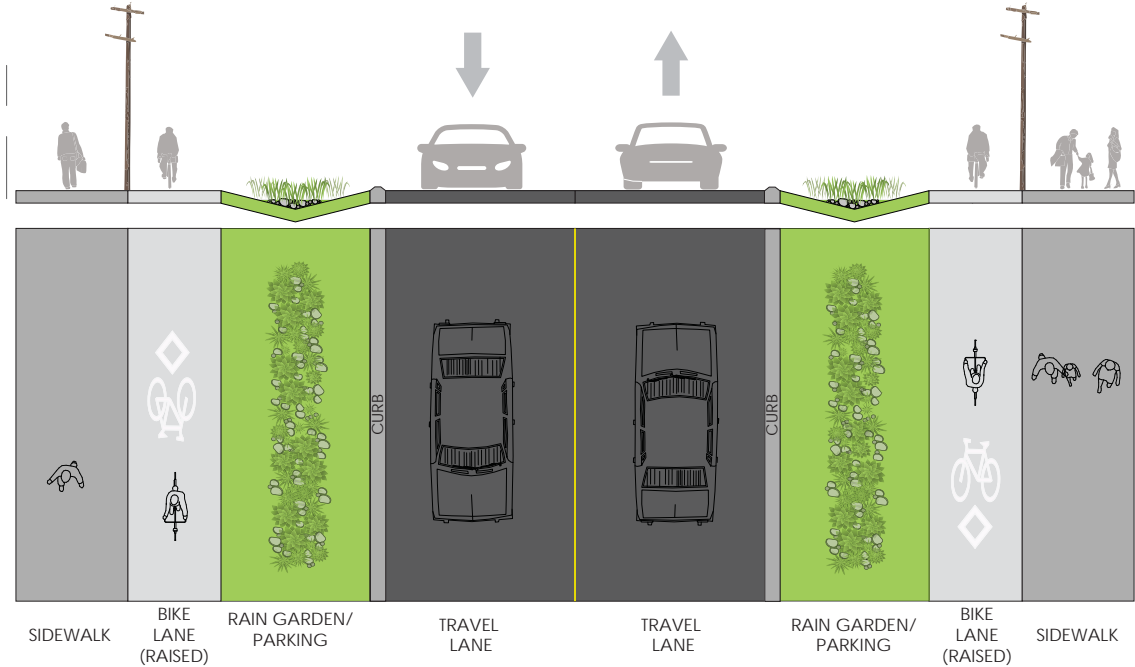 CURB
CURB
SIDEWALK
BIKE
LANE
(RAISED)
RAIN GARDEN/
PARKING
TRAVEL
LANE
TRAVEL
LANE
RAIN GARDEN/
PARKING
BIKE
LANE
(RAISED)
SIDEWALK